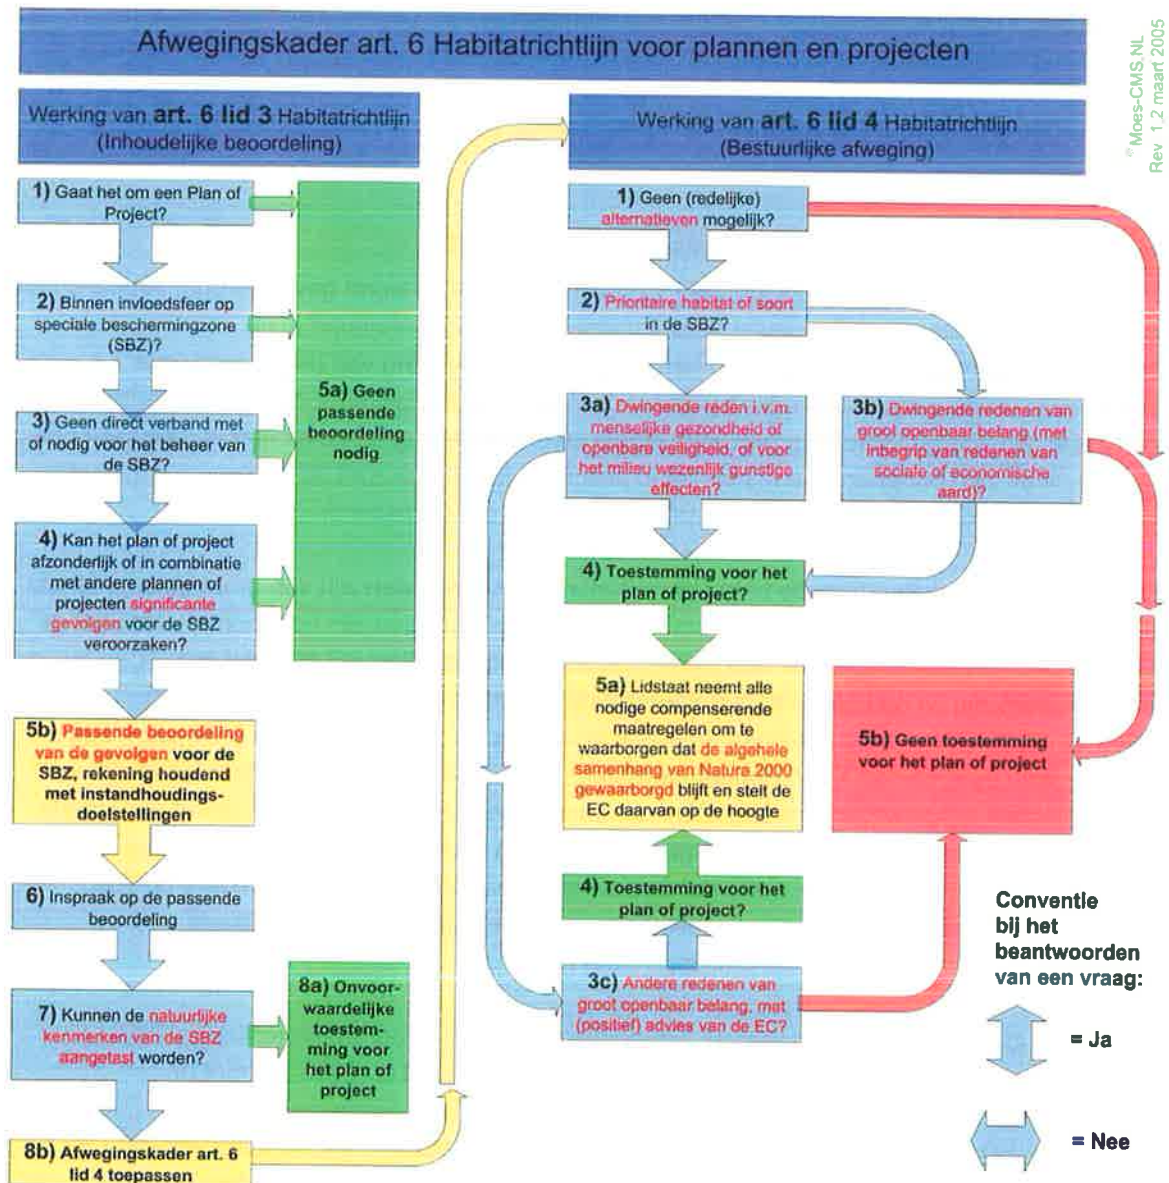 Afwegingskader art. 6 Habitatrichtlijn voor plannen en projecten
© Moes-CMS.NL
Rev 1,2 maart 2005
Werking van art. 6 lid 3 Habitatrichtlijn
(Inhoudelijke beoordeling)
1) Gaat het om een Plan of
Project?
2) Binnen invloedsfeer op
speciale beschermingzone
(SBZ)?
3) Geen direct verband met
of nodig voor het beheer van
de SBZ?
4) Kan het plan of project
afzonderlijk of in combinatie
met andere plannen of
projecten significante
gevolgen voor de SBZ
veroorzaken?
5a) Geen
passende
beoordeling
nodig
5b) Passende beoordeling
van de gevolgen voor de
SBZ, rekening houdend
met instandhoudings-
doelstellingen
6) Inspraak op de passende
beoordeling
7) Kunnen de natuurlijke
kenmerken van de SBZ
aangetast worden?
8a) Onvoor-
waardelijke
toestem-
ming voor
het plan of
project
8b) Afwegingskader art. 6
lid 4 toepassen
Werking van art. 6 lid 4 Habitatrichtlijn
(Bestuurlijke afweging)
1) Geen (redelijke)
alternatieven mogelijk?
2) Prioritaire habitat of soort
in de SBZ?
3a) Dwingende reden i.v.m.
menselijke gezondheid of
openbare veiligheid, of voor
het milieu wezenlijk gunstige
effecten?
3b) Dwingende redenen van
groot openbaar belang (met
inbegrip van redenen van
sociale of economische
aard)?
4) Toestemming voor het
plan of project?
5a) Lidstaat neemt alle
nodige compenserende
maatregelen om te
waarborgen dat de algehele
samenhang van Natura 2000
gewaarborgd blijft en stelt de
EC daarvan op de hoogte
5b) Geen toestemming
voor het plan of project
4) Toestemming voor het
plan of project?
3c) Andere redenen van
groot openbaar belang, met
(positief) advies van de EC?
Conventie
bij het
beantwoorden
van een vraag:
= Ja
= Nee